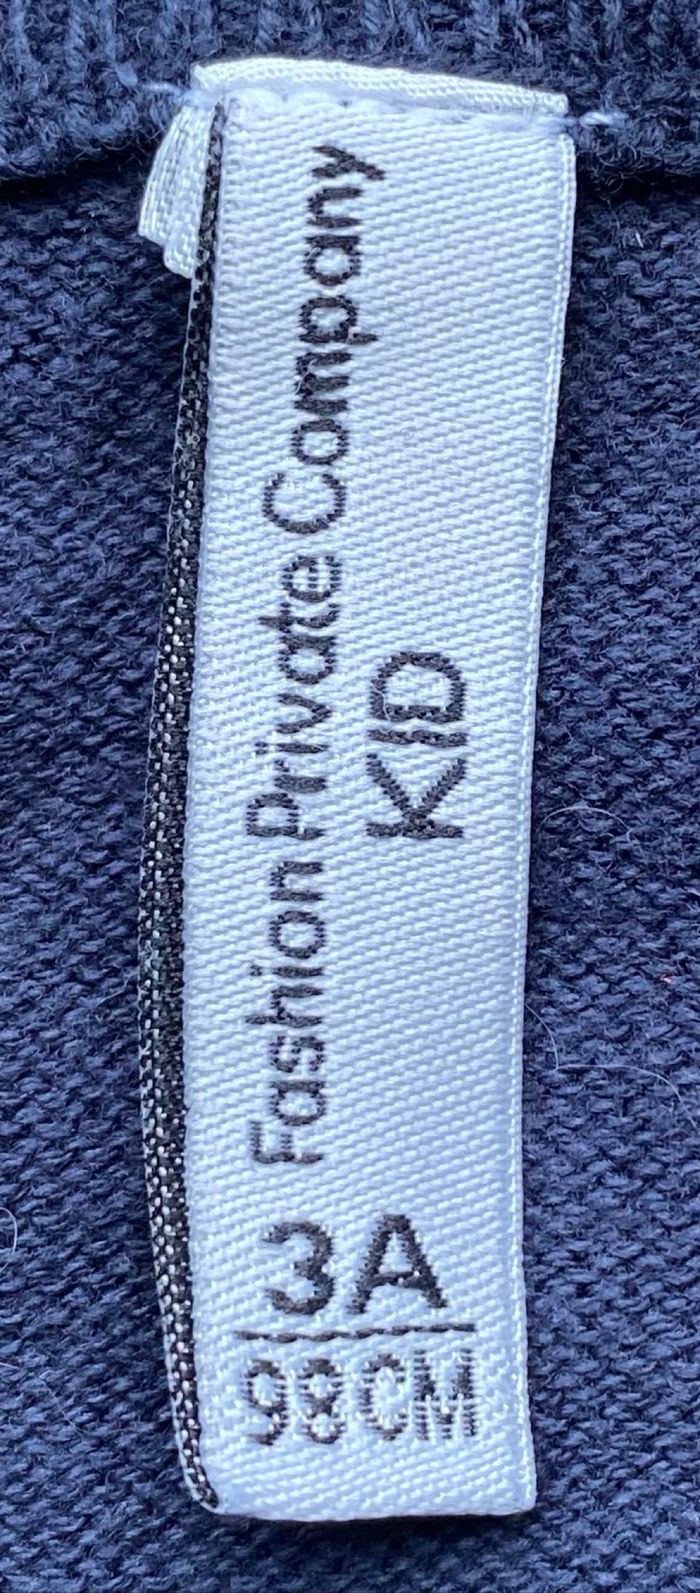 Fashion Private Company
KID
3A
98CM